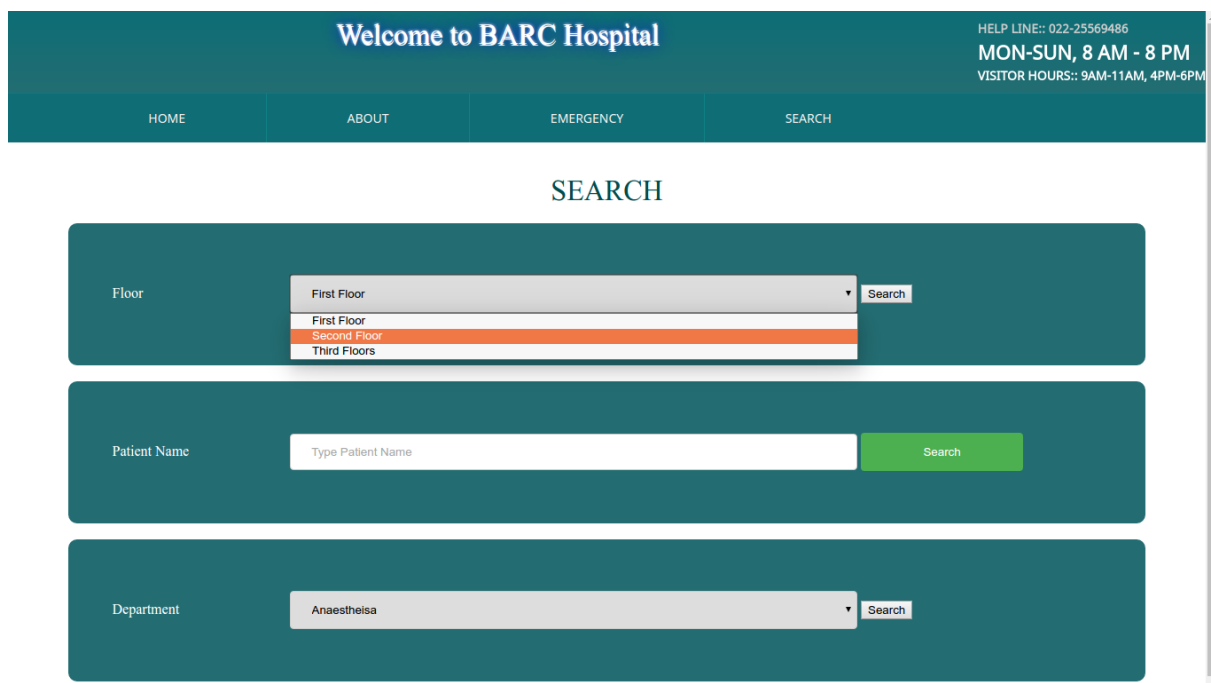 Welcome to BARC Hospital
HELP LINE:: 022-25569486
MON-SUN, 8 AM - 8 PM
VISITOR HOURS:: 9AM-11AM, 4PM-6PM
HOME ABOUT EMERGENCY SEARCH
SEARCH
Floor First Floor Search
First Floor
Second Floor
Third Floors
Patient Name Type Patient Name Search
Department Anaestheisa Search